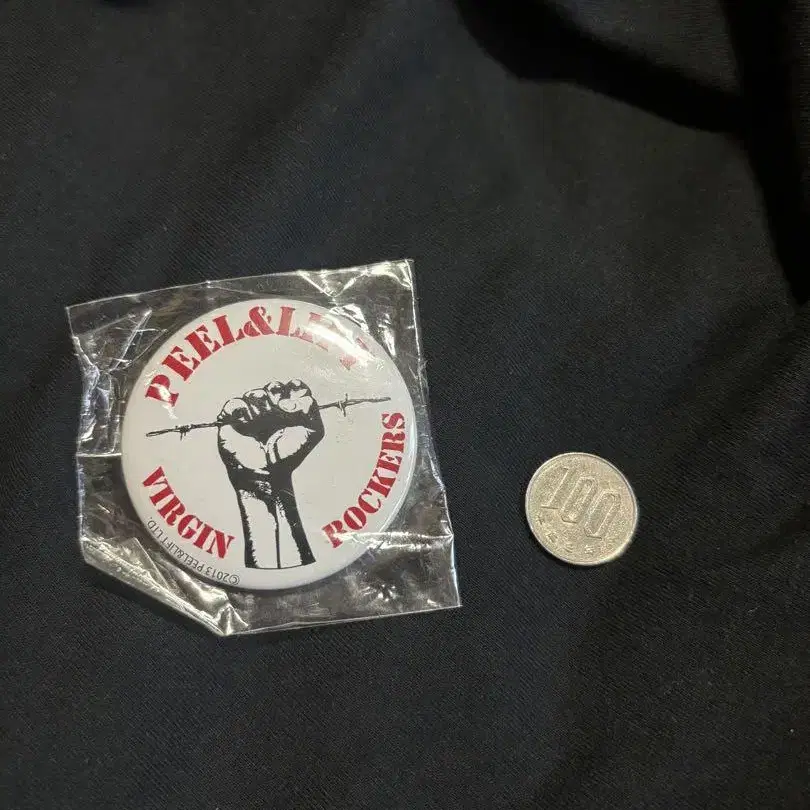 PEEL&LIFT
VIRGIN
ROCKERS
©2013 PEEL&LIFT LTD.
100